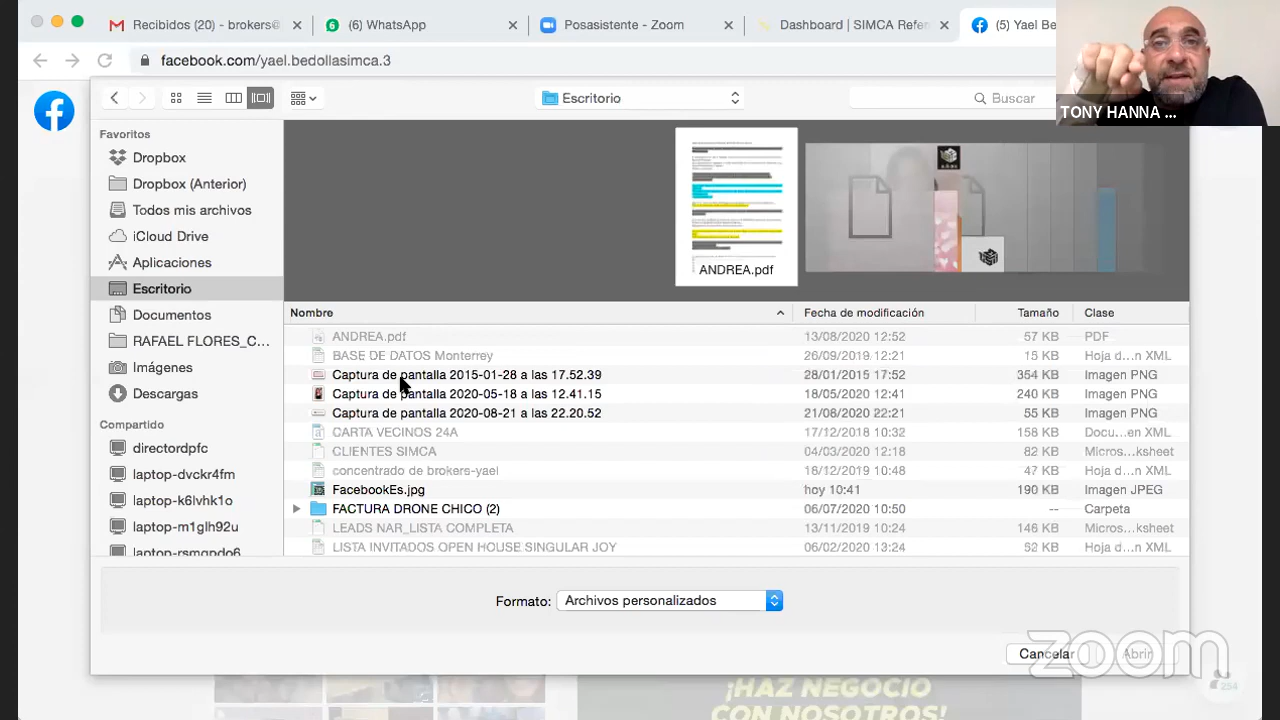 Recibidos (20) - brokers@
(6) WhatsApp
Posasistente - Zoom
Dashboard | SIMCA Refer
(5) Yael Be
facebook.com/yael.bedollasimca.3
TONY HANNA ...
Escritorio
Buscar
Favoritos
Dropbox
Dropbox (Anterior)
Todos mis archivos
iCloud Drive
Aplicaciones
Escritorio
Documentos
RAFAEL FLORES_C...
Imágenes
Descargas
Compartido
directordpfc
laptop-dvckr4fm
laptop-k6lvhk1o
laptop-m1glh92u
laptop-rsmgpdo6
ANDREA.pdf
Nombre Fecha de modificación Tamaño Clase
ANDREA.pdf 13/08/2020 12:52 57 KB PDF
BASE DE DATOS Monterrey 26/09/2019 12:21 15 KB Hoja d...n XML
Captura de pantalla 2015-01-28 a las 17.52.39 28/01/2015 17:52 354 KB Imagen PNG
Captura de pantalla 2020-05-18 a las 12.41.15 18/05/2020 12:41 240 KB Imagen PNG
Captura de pantalla 2020-08-21 a las 22.20.52 21/08/2020 22:21 55 KB Imagen PNG
CARTA VECINOS 24A 17/12/2018 10:32 158 KB Docu...en XML
CLIENTES SIMCA 04/03/2020 12:18 82 KB Micros...ksheet
concentrado de brokers-yael 18/12/2019 10:48 47 KB Hoja d...n XML
FacebookEs.jpg hoy 10:41 190 KB Imagen JPEG
FACTURA DRONE CHICO (2) 06/07/2020 10:50 -- Carpeta
LEADS NAR_LISTA COMPLETA 13/11/2019 10:24 146 KB Micros...ksheet
LISTA INVITADOS OPEN HOUSE SINGULAR JOY 06/02/2020 13:24 52 KB Hoja d...n XML
Formato: Archivos personalizados
Cancelar Abrir
zoom
254
¡HAZ NEGOCIO
CON NOSOTROS!